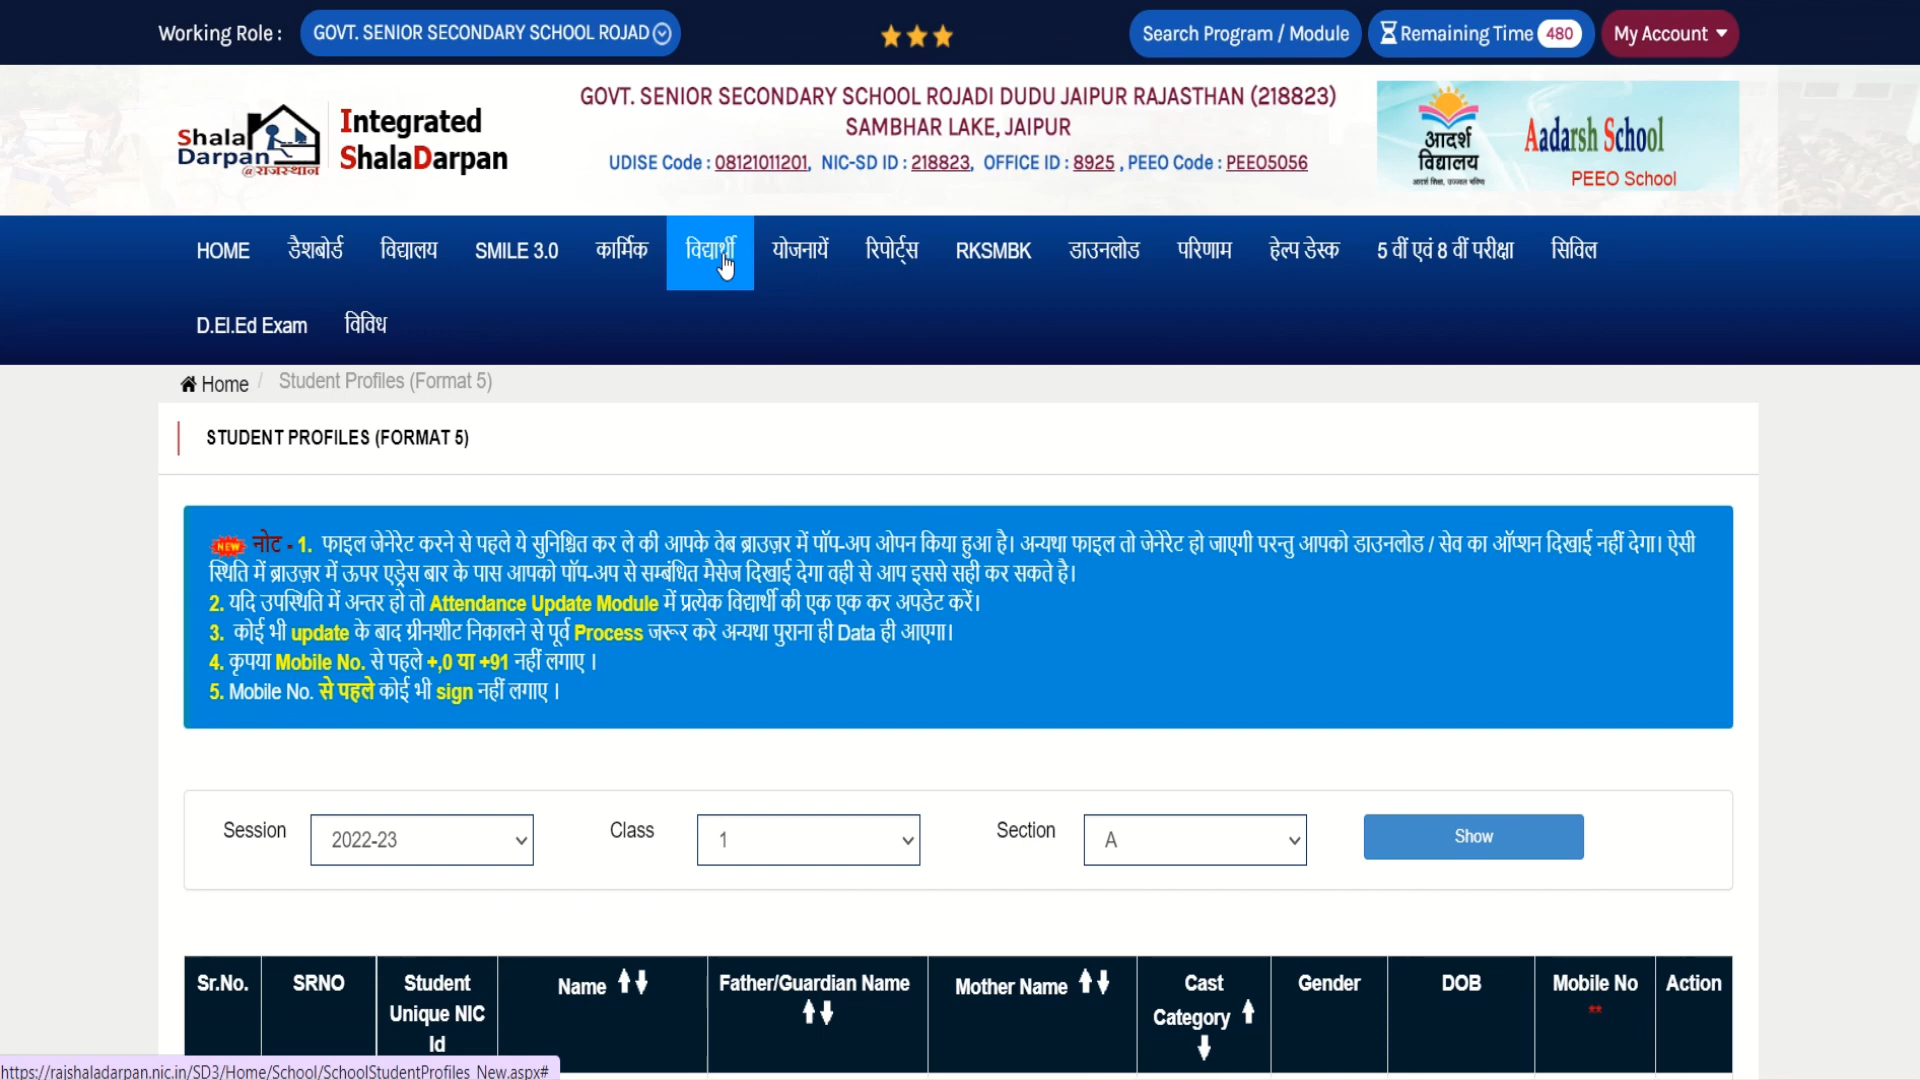 Working Role :
GOVT. SENIOR SECONDARY SCHOOL ROJAD
Search Program / Module
Remaining Time 480
My Account
Shala
Darpan
@राजस्थान
Integrated
ShalaDarpan
GOVT. SENIOR SECONDARY SCHOOL ROJADI DUDU JAIPUR RAJASTHAN (218823)
SAMBHAR LAKE, JAIPUR
UDISE Code : 08121011201, NIC-SD ID : 218823, OFFICE ID : 8925 , PEEO Code : PEEO5056
आदर्श
विद्यालय
Aadarsh School
PEEO School
HOME डैशबोर्ड विद्यालय SMILE 3.0 कार्मिक विद्यार्थी योजनायें रिपोर्ट्स RKSMBK डाउनलोड परिणाम हेल्प डेस्क 5 वीं एवं 8 वीं परीक्षा सिविल
D.El.Ed Exam विविध
Home / Student Profiles (Format 5)
STUDENT PROFILES (FORMAT 5)
NEW नोट - 1. फाइल जेनेरेट करने से पहले ये सुनिश्चित कर ले की आपके वेब ब्राउज़र में पॉप-अप ओपन किया हुआ है। अन्यथा फाइल तो जेनेरेट हो जाएगी परन्तु आपको डाउनलोड / सेव का ऑप्शन दिखाई नहीं देगा। ऐसी
स्थिति में ब्राउज़र में ऊपर एड्रेस बार के पास आपको पॉप-अप से सम्बंधित मैसेज दिखाई देगा वही से आप इससे सही कर सकते है।
2. यदि उपस्थिति में अन्तर हो तो Attendance Update Module में प्रत्येक विद्यार्थी की एक एक कर अपडेट करें।
3. कोई भी update के बाद ग्रीनशीट निकालने से पूर्व Process जरूर करे अन्यथा पुराना ही Data ही आएगा।
4. कृपया Mobile No. से पहले +,0 या +91 नहीं लगाए ।
5. Mobile No. से पहले कोई भी sign नहीं लगाए ।
Session 2022-23 Class 1 Section A Show
Sr.No. SRNO Student Name Father/Guardian Name Mother Name Cast Gender DOB Mobile No Action
Unique NIC Category **
Id
https://rajshaladarpan.nic.in/SD3/Home/School/SchoolStudentProfiles_New.aspx#